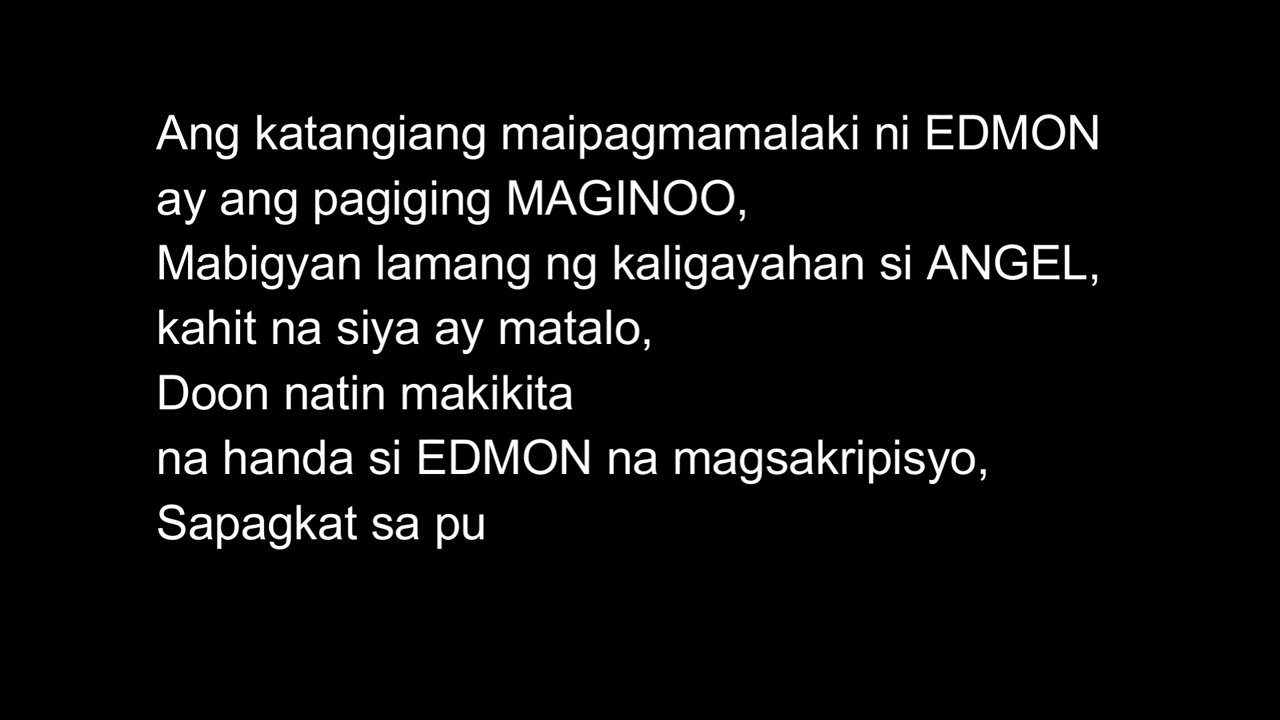 Ang katangiang maipagmamalaki ni EDMON
ay ang pagiging MAGINOO,
Mabigyan lamang ng kaligayahan si ANGEL,
kahit na siya ay matalo,
Doon natin makikita
na handa si EDMON na magsakripisyo,
Sapagkat sa pu